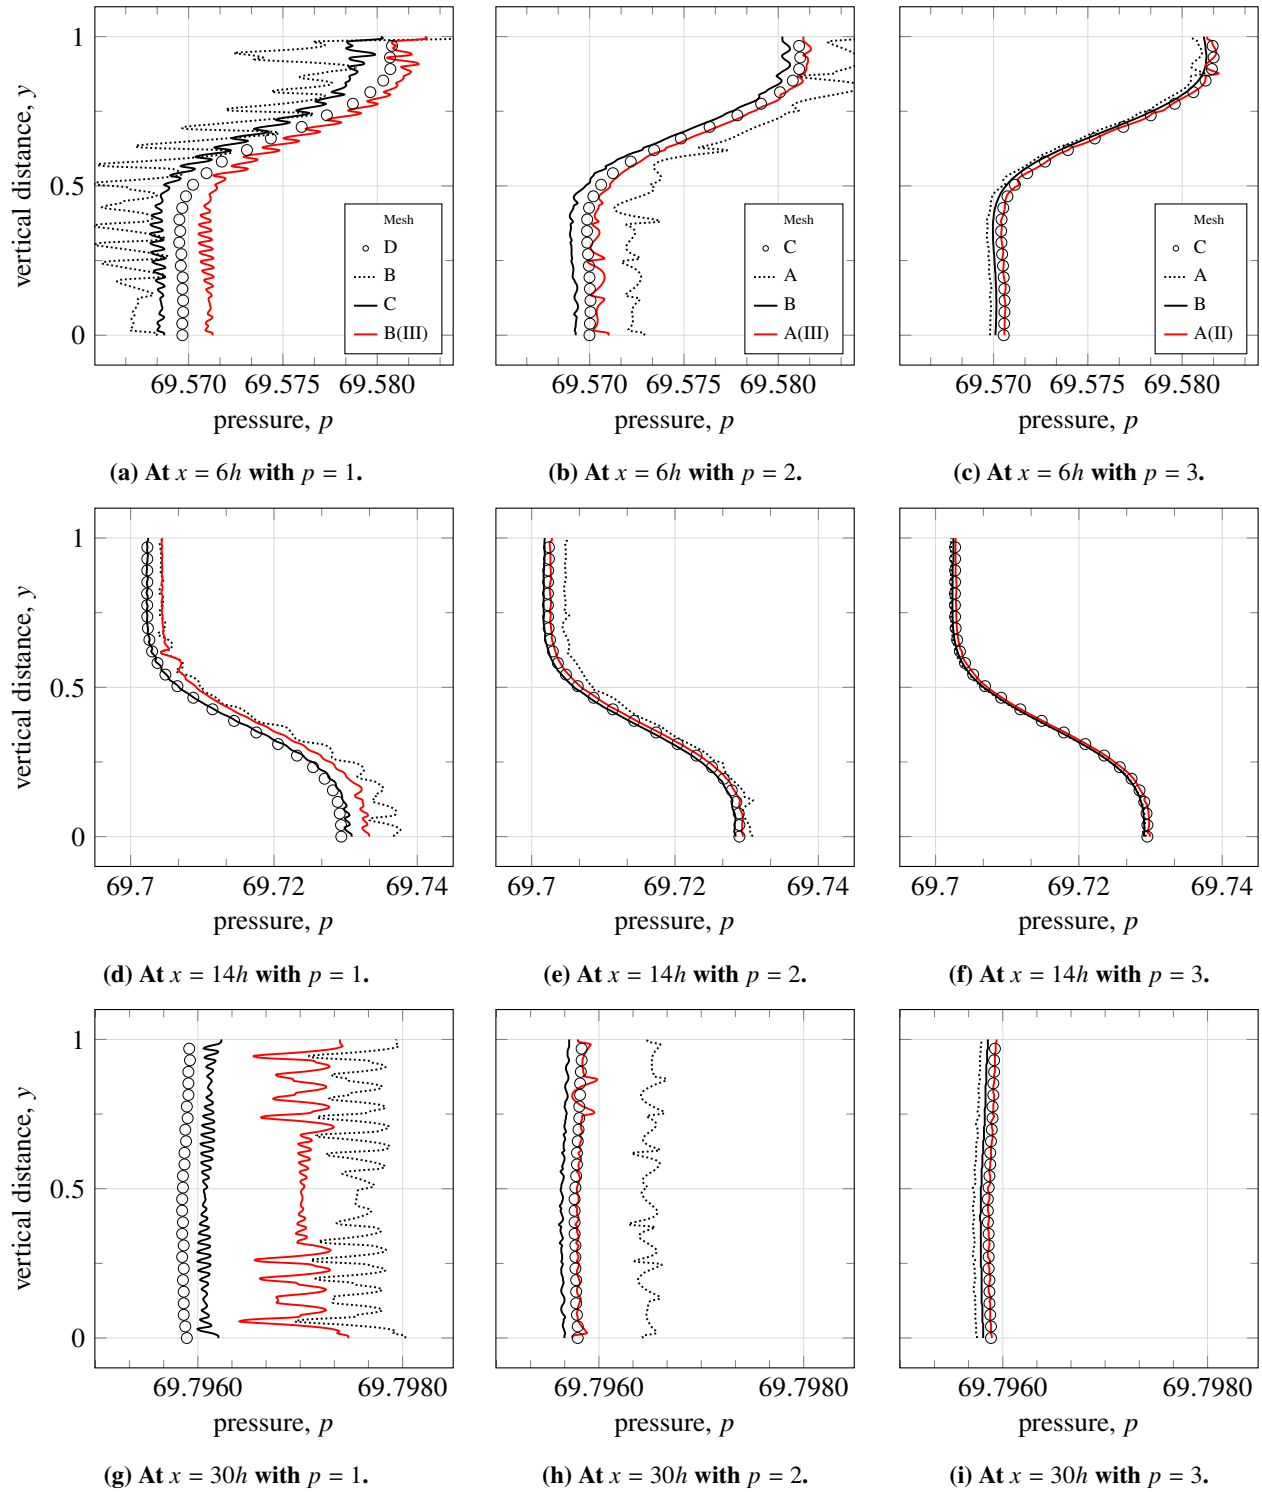 1
0.5
0
vertical distance, y
Mesh
D
B
C
B(III)
69.570 69.575 69.580
pressure, p
(a) At x = 6h with p = 1.
Mesh
C
A
B
A(III)
69.570 69.575 69.580
pressure, p
(b) At x = 6h with p = 2.
Mesh
C
A
B
A(II)
69.570 69.575 69.580
pressure, p
(c) At x = 6h with p = 3.
1
0.5
0
vertical distance, y
69.7 69.72 69.74
pressure, p
(d) At x = 14h with p = 1.
69.7 69.72 69.74
pressure, p
(e) At x = 14h with p = 2.
69.7 69.72 69.74
pressure, p
(f) At x = 14h with p = 3.
1
0.5
0
vertical distance, y
69.7960 69.7980
pressure, p
(g) At x = 30h with p = 1.
69.7960 69.7980
pressure, p
(h) At x = 30h with p = 2.
69.7960 69.7980
pressure, p
(i) At x = 30h with p = 3.